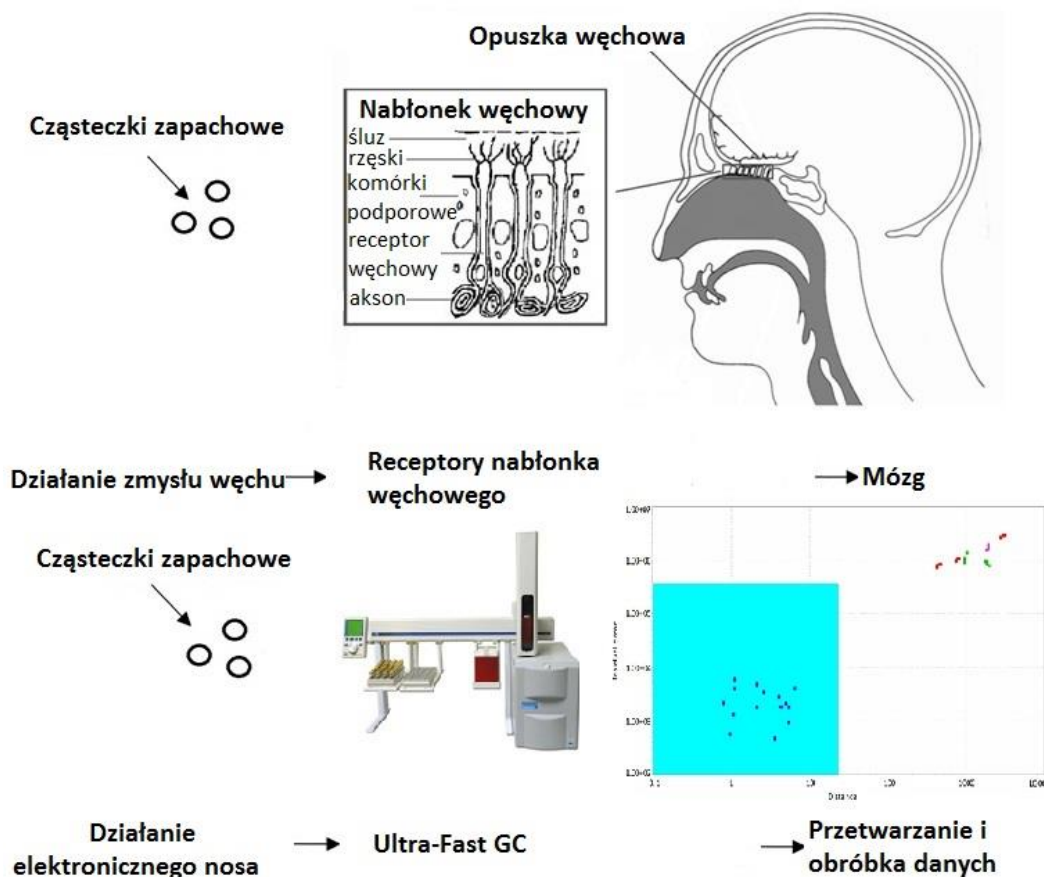 Opuszka węchowa
Cząsteczki zapachowe
Nabłonek węchowy
śluz
rzęski
komórki
podporowe
receptor
węchowy
akson
Działanie zmysłu węchu
Receptory nabłonka
węchowego
Mózg
Cząsteczki zapachowe
Distance
Działanie
elektronicznego nosa
Ultra-Fast GC
Przetwarzanie i
obróbka danych